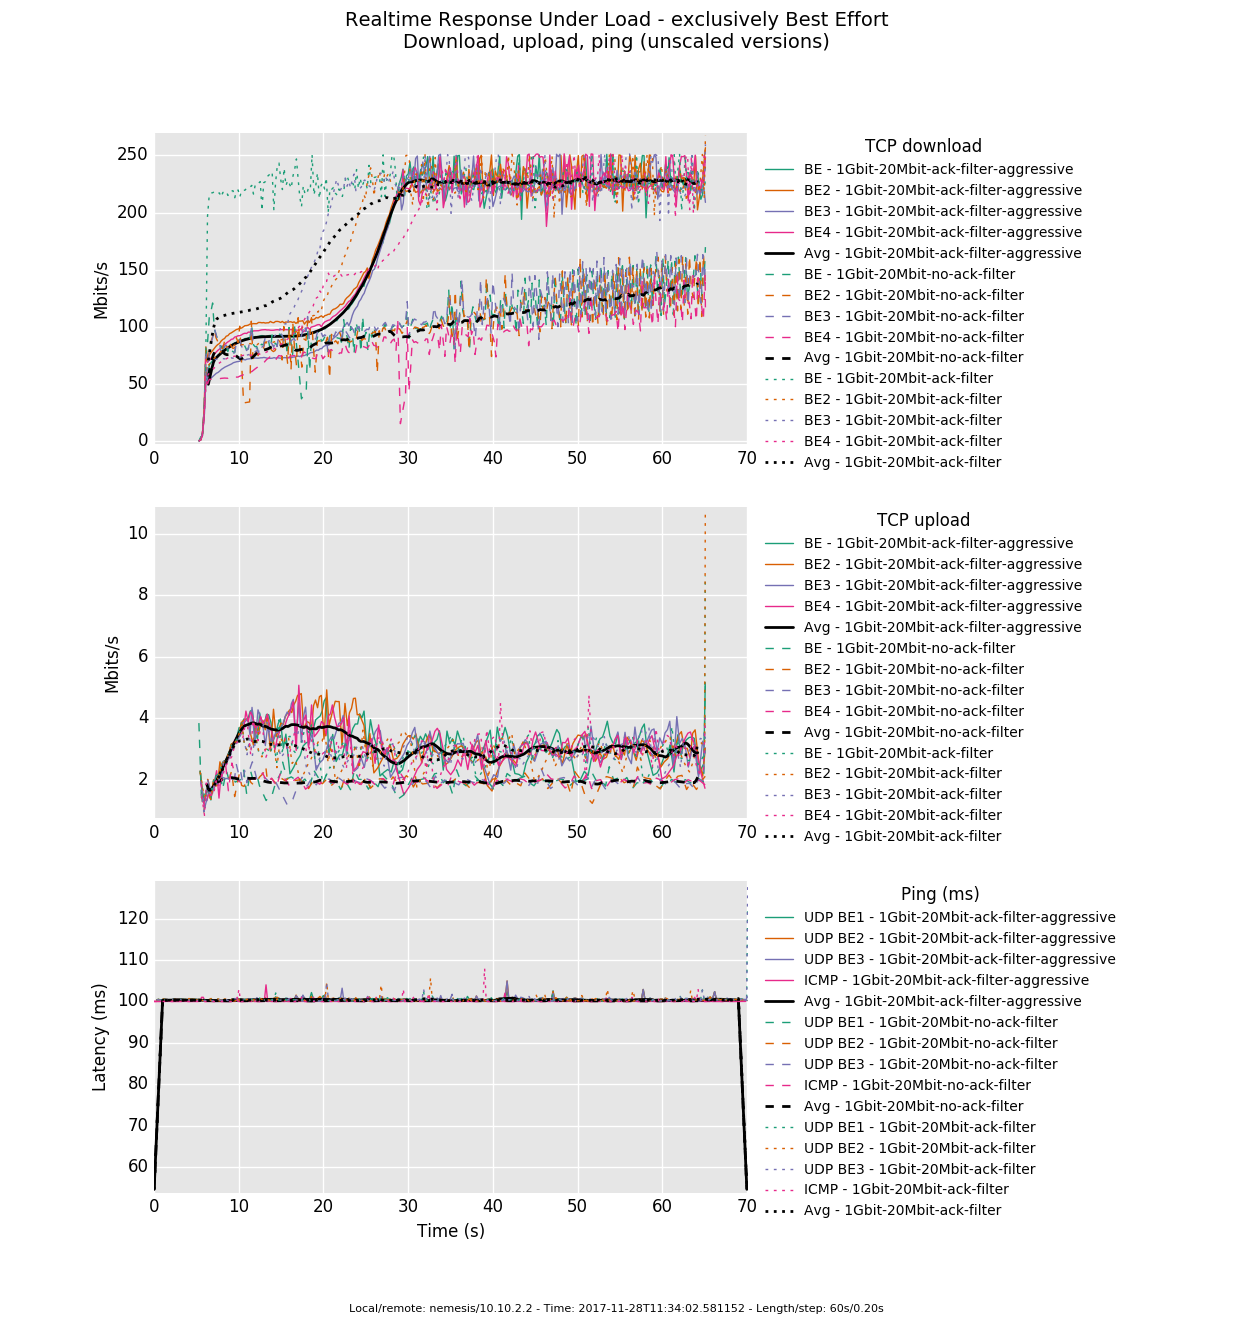 Realtime Response Under Load - exclusively Best Effort
Download, upload, ping (unscaled versions)
250
200
150
100
50
0
Mbits/s
0 10 20 30 40 50 60 70
TCP download
BE - 1Gbit-20Mbit-ack-filter-aggressive
BE2 - 1Gbit-20Mbit-ack-filter-aggressive
BE3 - 1Gbit-20Mbit-ack-filter-aggressive
BE4 - 1Gbit-20Mbit-ack-filter-aggressive
Avg - 1Gbit-20Mbit-ack-filter-aggressive
BE - 1Gbit-20Mbit-no-ack-filter
BE2 - 1Gbit-20Mbit-no-ack-filter
BE3 - 1Gbit-20Mbit-no-ack-filter
BE4 - 1Gbit-20Mbit-no-ack-filter
Avg - 1Gbit-20Mbit-no-ack-filter
BE - 1Gbit-20Mbit-ack-filter
BE2 - 1Gbit-20Mbit-ack-filter
BE3 - 1Gbit-20Mbit-ack-filter
BE4 - 1Gbit-20Mbit-ack-filter
Avg - 1Gbit-20Mbit-ack-filter
10
8
6
4
2
Mbits/s
0 10 20 30 40 50 60 70
TCP upload
BE - 1Gbit-20Mbit-ack-filter-aggressive
BE2 - 1Gbit-20Mbit-ack-filter-aggressive
BE3 - 1Gbit-20Mbit-ack-filter-aggressive
BE4 - 1Gbit-20Mbit-ack-filter-aggressive
Avg - 1Gbit-20Mbit-ack-filter-aggressive
BE - 1Gbit-20Mbit-no-ack-filter
BE2 - 1Gbit-20Mbit-no-ack-filter
BE3 - 1Gbit-20Mbit-no-ack-filter
BE4 - 1Gbit-20Mbit-no-ack-filter
Avg - 1Gbit-20Mbit-no-ack-filter
BE - 1Gbit-20Mbit-ack-filter
BE2 - 1Gbit-20Mbit-ack-filter
BE3 - 1Gbit-20Mbit-ack-filter
BE4 - 1Gbit-20Mbit-ack-filter
Avg - 1Gbit-20Mbit-ack-filter
120
110
100
90
80
70
60
Latency (ms)
0 10 20 30 40 50 60 70
Time (s)
Ping (ms)
UDP BE1 - 1Gbit-20Mbit-ack-filter-aggressive
UDP BE2 - 1Gbit-20Mbit-ack-filter-aggressive
UDP BE3 - 1Gbit-20Mbit-ack-filter-aggressive
ICMP - 1Gbit-20Mbit-ack-filter-aggressive
Avg - 1Gbit-20Mbit-ack-filter-aggressive
UDP BE1 - 1Gbit-20Mbit-no-ack-filter
UDP BE2 - 1Gbit-20Mbit-no-ack-filter
UDP BE3 - 1Gbit-20Mbit-no-ack-filter
ICMP - 1Gbit-20Mbit-no-ack-filter
Avg - 1Gbit-20Mbit-no-ack-filter
UDP BE1 - 1Gbit-20Mbit-ack-filter
UDP BE2 - 1Gbit-20Mbit-ack-filter
UDP BE3 - 1Gbit-20Mbit-ack-filter
ICMP - 1Gbit-20Mbit-ack-filter
Avg - 1Gbit-20Mbit-ack-filter
Local/remote: nemesis/10.10.2.2 - Time: 2017-11-28T11:34:02.581152 - Length/step: 60s/0.20s